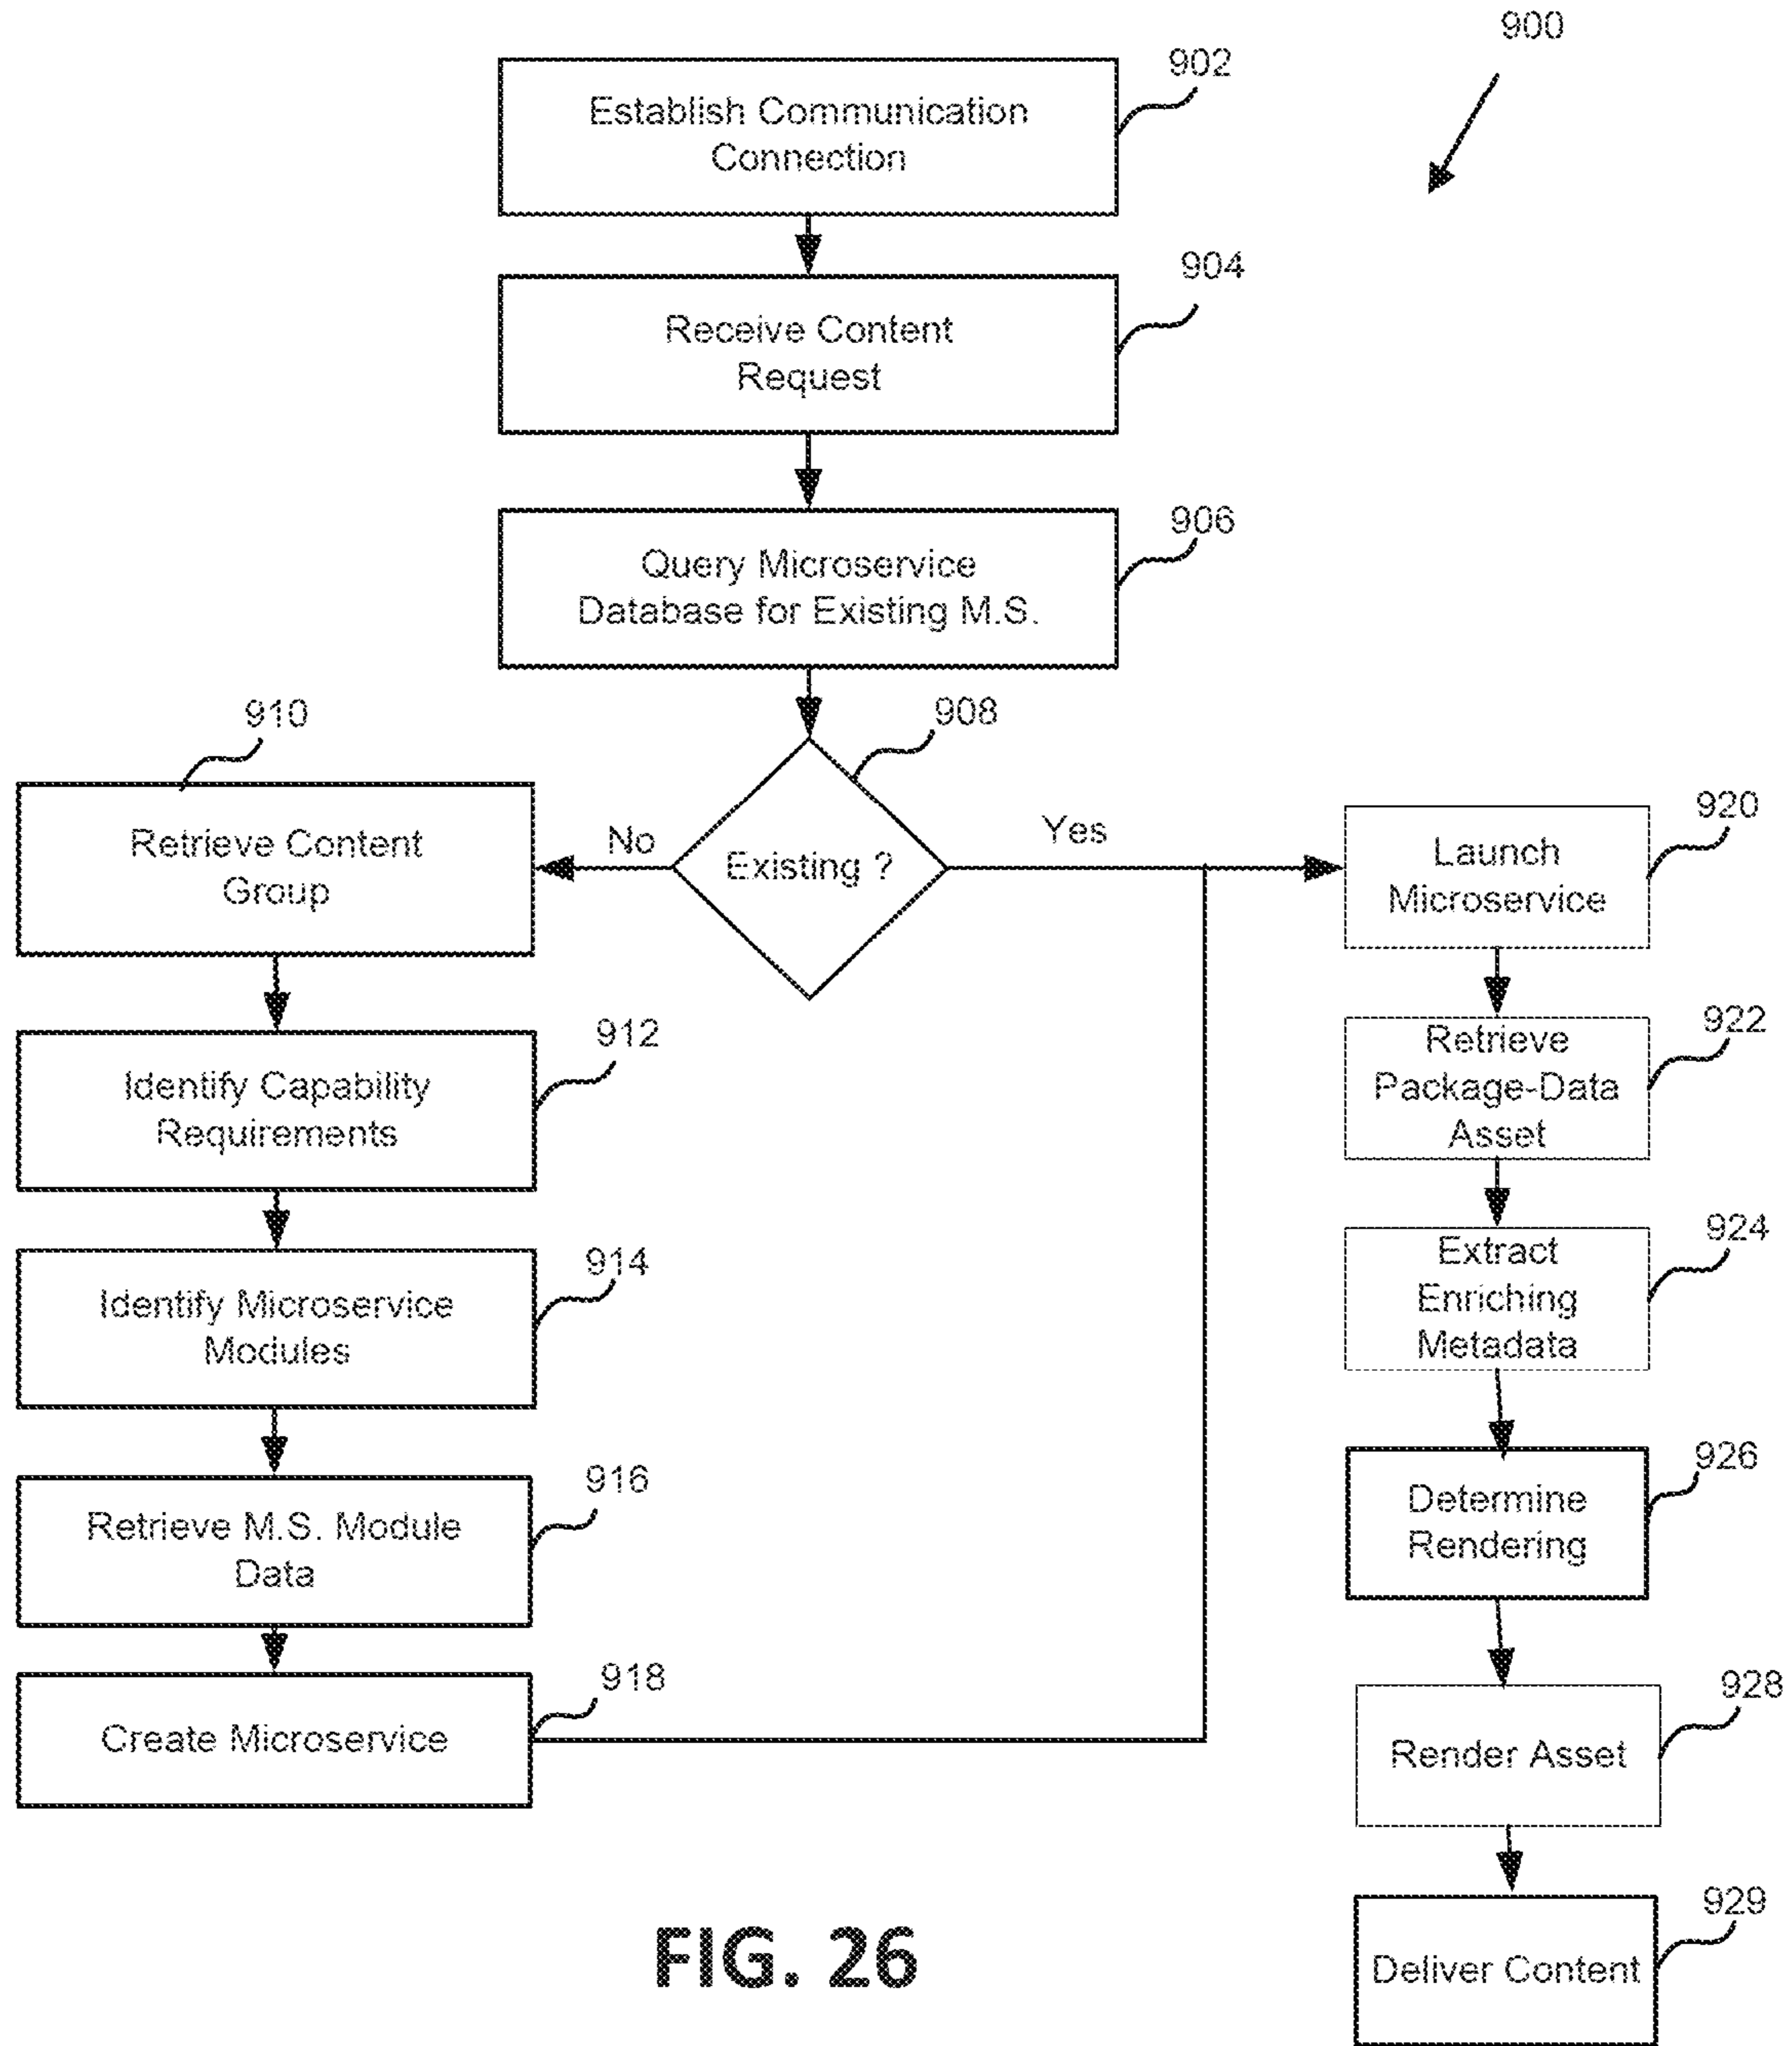 900
902
Establish Communication
Connection
904
Receive Content
Request
906
Query Microservice
Database for Existing M.S.
908
Existing ?
No
Yes
910
Retrieve Content
Group
912
Identify Capability
Requirements
914
Identify Microservice
Modules
916
Retrieve M.S. Module
Data
918
Create Microservice
920
Launch
Microservice
922
Retrieve
Package-Data
Asset
924
Extract
Enriching
Metadata
926
Determine
Rendering
928
Render Asset
929
Deliver Content
FIG. 26